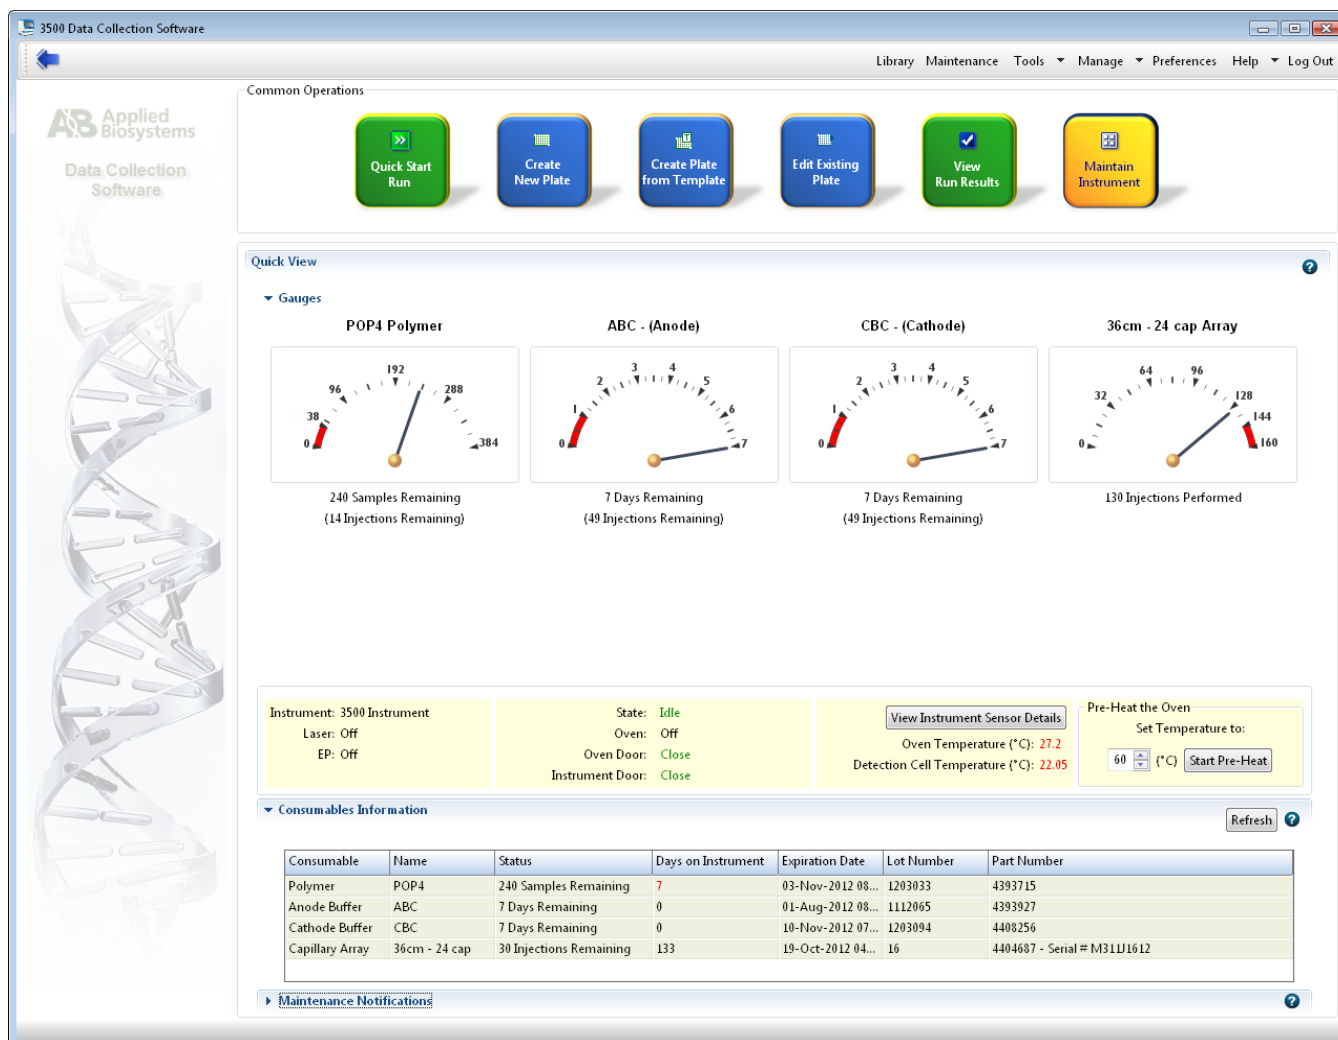 3500 Data Collection Software
Library Maintenance Tools Manage Preferences Help Log Out
AB Applied Biosystems
Data Collection
Software
Common Operations
Quick Start
Run
Create
New Plate
Create Plate
from Template
Edit Existing
Plate
View
Run Results
Maintain
Instrument
Quick View
Gauges
POP4 Polymer
0 38 96 192 288 384
240 Samples Remaining
(14 Injections Remaining)
ABC - (Anode)
0 1 2 3 4 5 6 7
7 Days Remaining
(49 Injections Remaining)
CBC - (Cathode)
0 1 2 3 4 5 6 7
7 Days Remaining
(49 Injections Remaining)
36cm - 24 cap Array
0 32 64 96 128 144 160
130 Injections Performed
Instrument: 3500 Instrument
Laser: Off
EP: Off
State: Idle
Oven: Off
Oven Door: Close
Instrument Door: Close
View Instrument Sensor Details
Oven Temperature (°C): 27.2
Detection Cell Temperature (°C): 22.05
Pre-Heat the Oven
Set Temperature to:
60 (°C) Start Pre-Heat
Consumables Information
Refresh
Consumable Name Status Days on Instrument Expiration Date Lot Number Part Number
Polymer POP4 240 Samples Remaining 7 03-Nov-2012 08... 1203033 4393715
Anode Buffer ABC 7 Days Remaining 0 01-Aug-2012 08... 1112065 4393927
Cathode Buffer CBC 7 Days Remaining 0 10-Nov-2012 07... 1203094 4408256
Capillary Array 36cm - 24 cap 30 Injections Remaining 133 19-Oct-2012 04... 16 4404687 - Serial # M311J1612
Maintenance Notifications